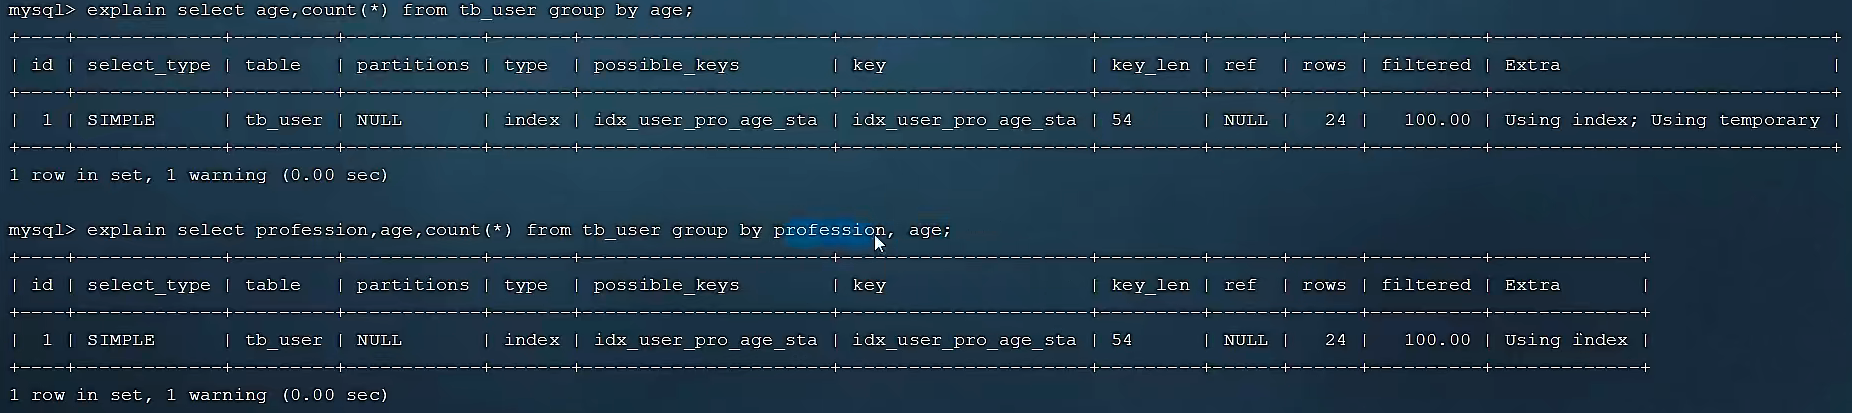 mysql> explain select age,count(*) from tb_user group by age;
+----+-------------+---------+------------+-------+----------------------+----------------------+---------+------+------+----------+------------------------------+
| id | select_type | table   | partitions | type  | possible_keys        | key                  | key_len | ref  | rows | filtered | Extra                        |
+----+-------------+---------+------------+-------+----------------------+----------------------+---------+------+------+----------+------------------------------+
|  1 | SIMPLE      | tb_user | NULL       | index | idx_user_pro_age_sta | idx_user_pro_age_sta | 54      | NULL |   24 |   100.00 | Using index; Using temporary |
+----+-------------+---------+------------+-------+----------------------+----------------------+---------+------+------+----------+------------------------------+
1 row in set, 1 warning (0.00 sec)
mysql> explain select profession,age,count(*) from tb_user group by profession, age;
+----+-------------+---------+------------+-------+----------------------+----------------------+---------+------+------+----------+-------------+
| id | select_type | table   | partitions | type  | possible_keys        | key                  | key_len | ref  | rows | filtered | Extra       |
+----+-------------+---------+------------+-------+----------------------+----------------------+---------+------+------+----------+-------------+
|  1 | SIMPLE      | tb_user | NULL       | index | idx_user_pro_age_sta | idx_user_pro_age_sta | 54      | NULL |   24 |   100.00 | Using index |
+----+-------------+---------+------------+-------+----------------------+----------------------+---------+------+------+----------+-------------+
1 row in set, 1 warning (0.00 sec)